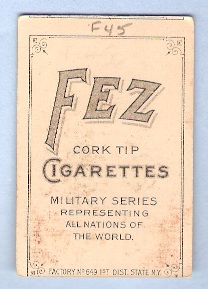 F45
FEZ
CORK TIP
CIGARETTES
MILITARY SERIES
REPRESENTING
ALL NATIONS OF
THE WORLD.
FACTORY Nº 649 1ST DIST. STATE N.Y.